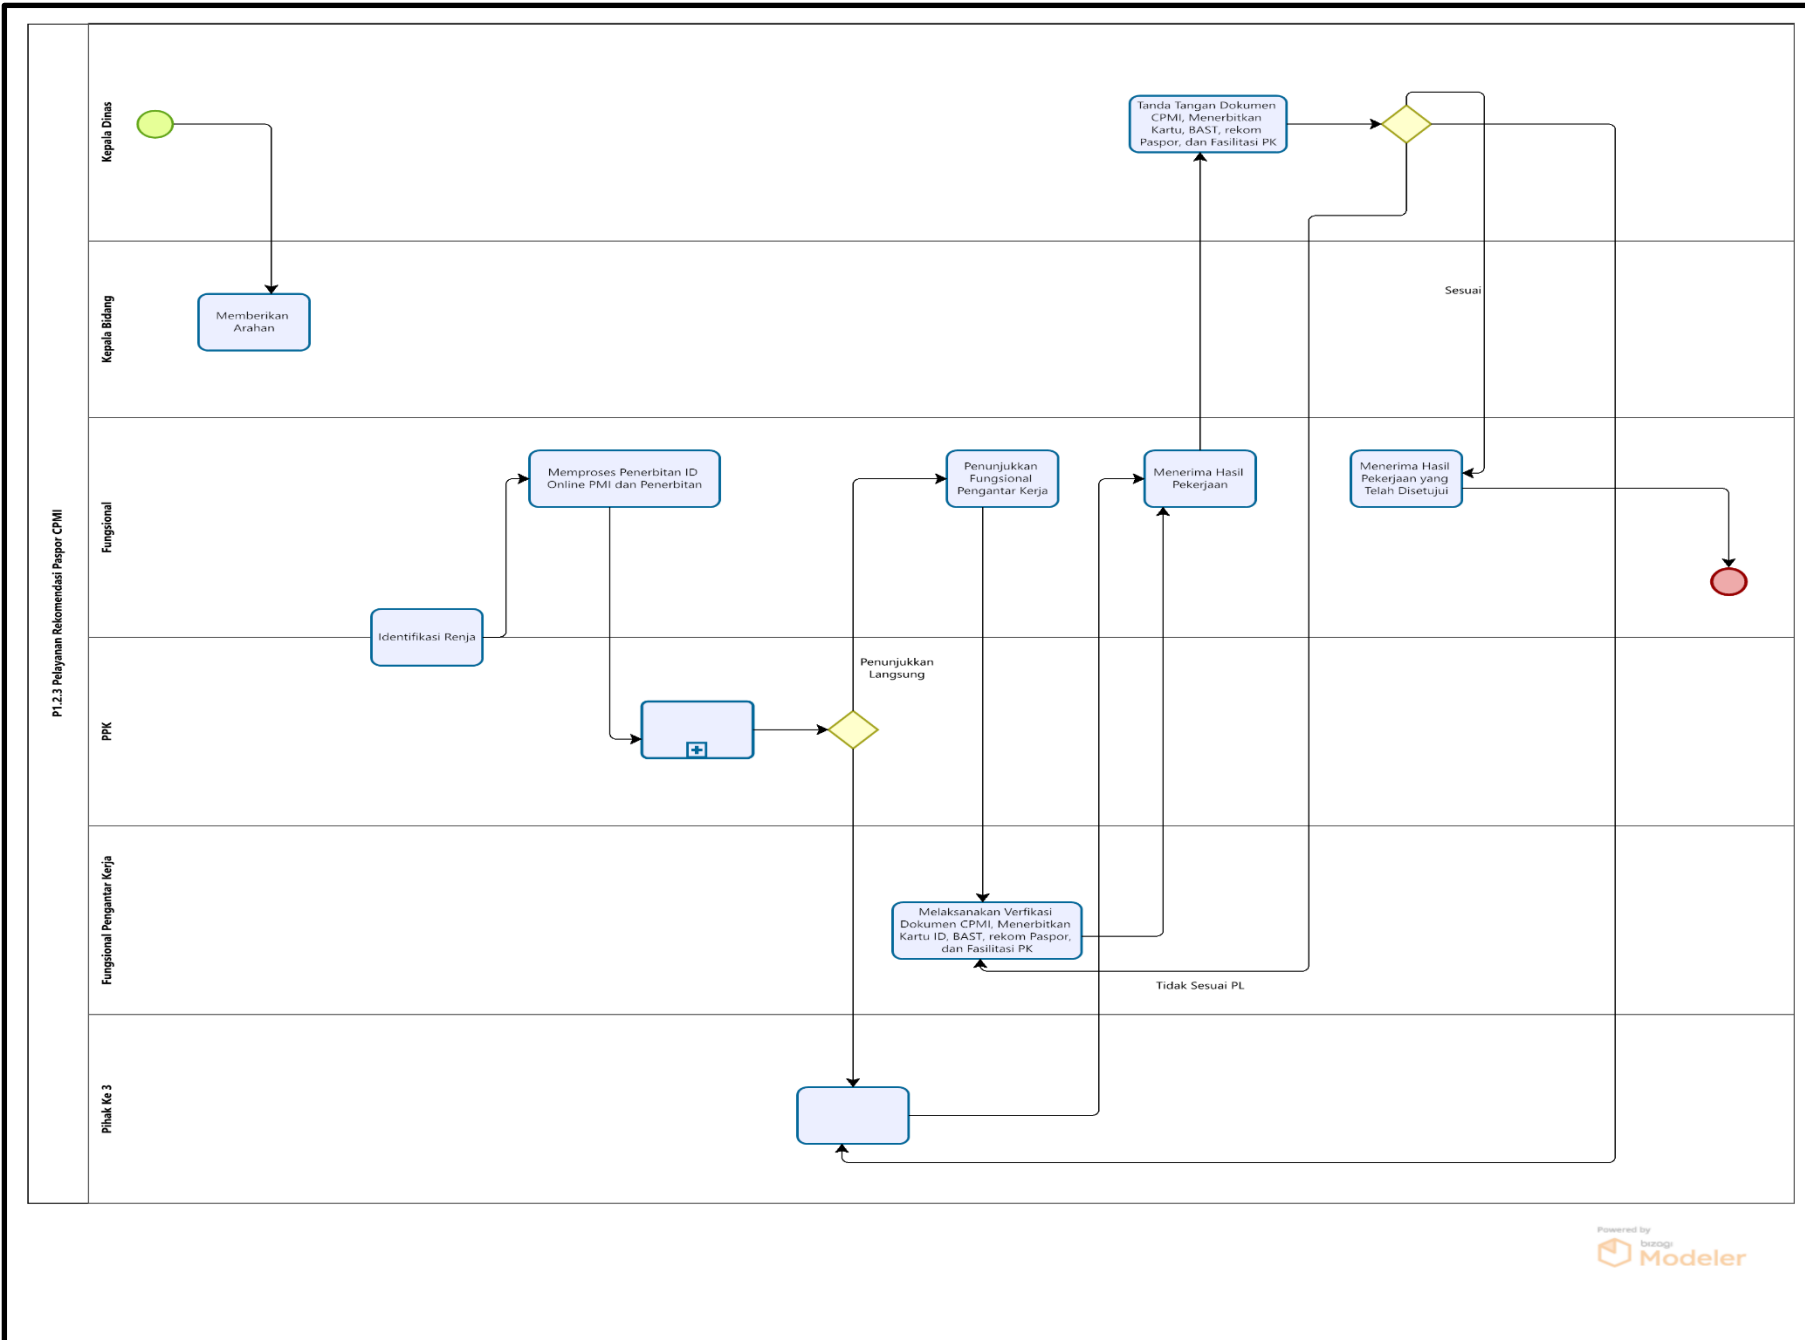 P1.2.3 Pelayanan Rekomendasi Paspor CPMI
Kepala Dinas
Tanda Tangan Dokumen
CPMI, Menerbitkan
Kartu, BAST, rekom
Paspor, dan Fasilitasi PK
Kepala Bidang
Memberikan
Arahan
Sesuai
Fungsional
Memproses Penerbitan ID
Online PMI dan Penerbitan
Penunjukkan
Fungsional
Pengantar Kerja
Menerima Hasil
Pekerjaan
Menerima Hasil
Pekerjaan yang
Telah Disetujui
Identifikasi Renja
PPK
Penunjukkan
Langsung
Fungsional Pengantar Kerja
Melaksanakan Verfikasi
Dokumen CPMI, Menerbitkan
Kartu ID, BAST, rekom Paspor,
dan Fasilitasi PK
Tidak Sesuai PL
Pihak Ke 3
Powered by
bizagi
Modeler